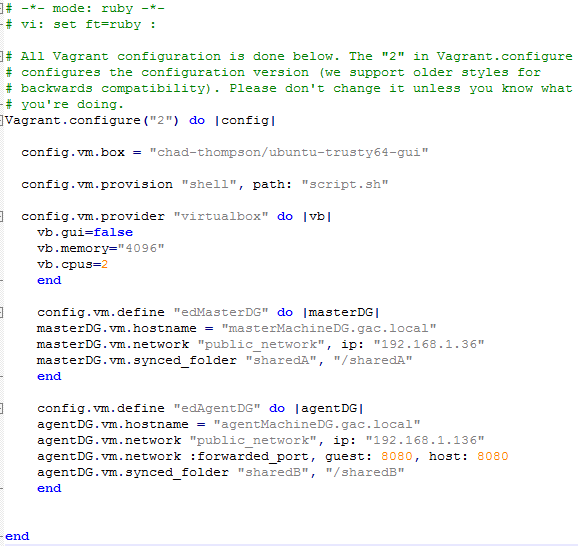 # -*- mode: ruby -*-
# vi: set ft=ruby :
# All Vagrant configuration is done below. The "2" in Vagrant.configure
# configures the configuration version (we support older styles for
# backwards compatibility). Please don't change it unless you know what
# you're doing.
Vagrant.configure("2") do |config|
config.vm.box = "chad-thompson/ubuntu-trusty64-gui"
config.vm.provision "shell", path: "script.sh"
config.vm.provider "virtualbox" do |vb|
vb.gui=false
vb.memory="4096"
vb.cpus=2
end
config.vm.define "edMasterDG" do |masterDG|
masterDG.vm.hostname = "masterMachineDG.gac.local"
masterDG.vm.network "public_network", ip: "192.168.1.36"
masterDG.vm.synced_folder "sharedA", "/sharedA"
end
config.vm.define "edAgentDG" do |agentDG|
agentDG.vm.hostname = "agentMachineDG.gac.local"
agentDG.vm.network "public_network", ip: "192.168.1.136"
agentDG.vm.network :forwarded_port, guest: 8080, host: 8080
agentDG.vm.synced_folder "sharedB", "/sharedB"
end
end